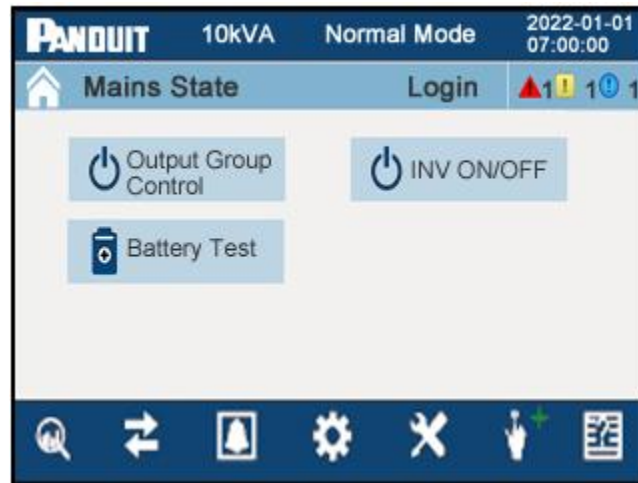 PANDUIT 10kVA Normal Mode 2022-01-01
07:00:00
Mains State Login 1 1 1
Output Group
Control
INV ON/OFF
Battery Test